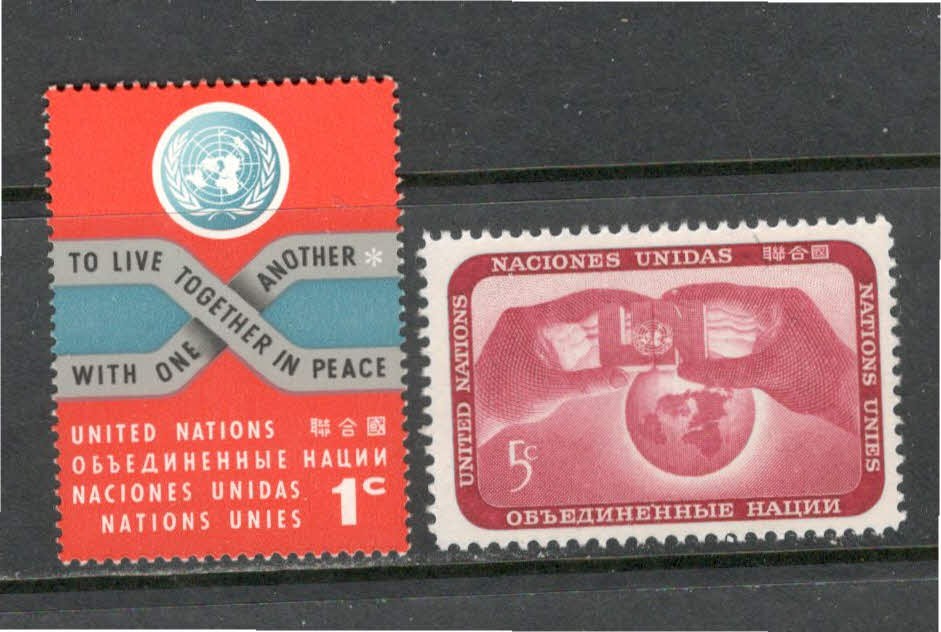 TO LIVE TOGETHER IN PEACE
WITH ONE ANOTHER *
UNITED NATIONS 聯合國
ОБЪЕДИНЕННЫЕ НАЦИИ
NACIONES UNIDAS
NATIONS UNIES
1c
NACIONES UNIDAS 聯合國
UNITED NATIONS
NATIONS UNIES
5c
ОБЪЕДИНЕННЫЕ НАЦИИ